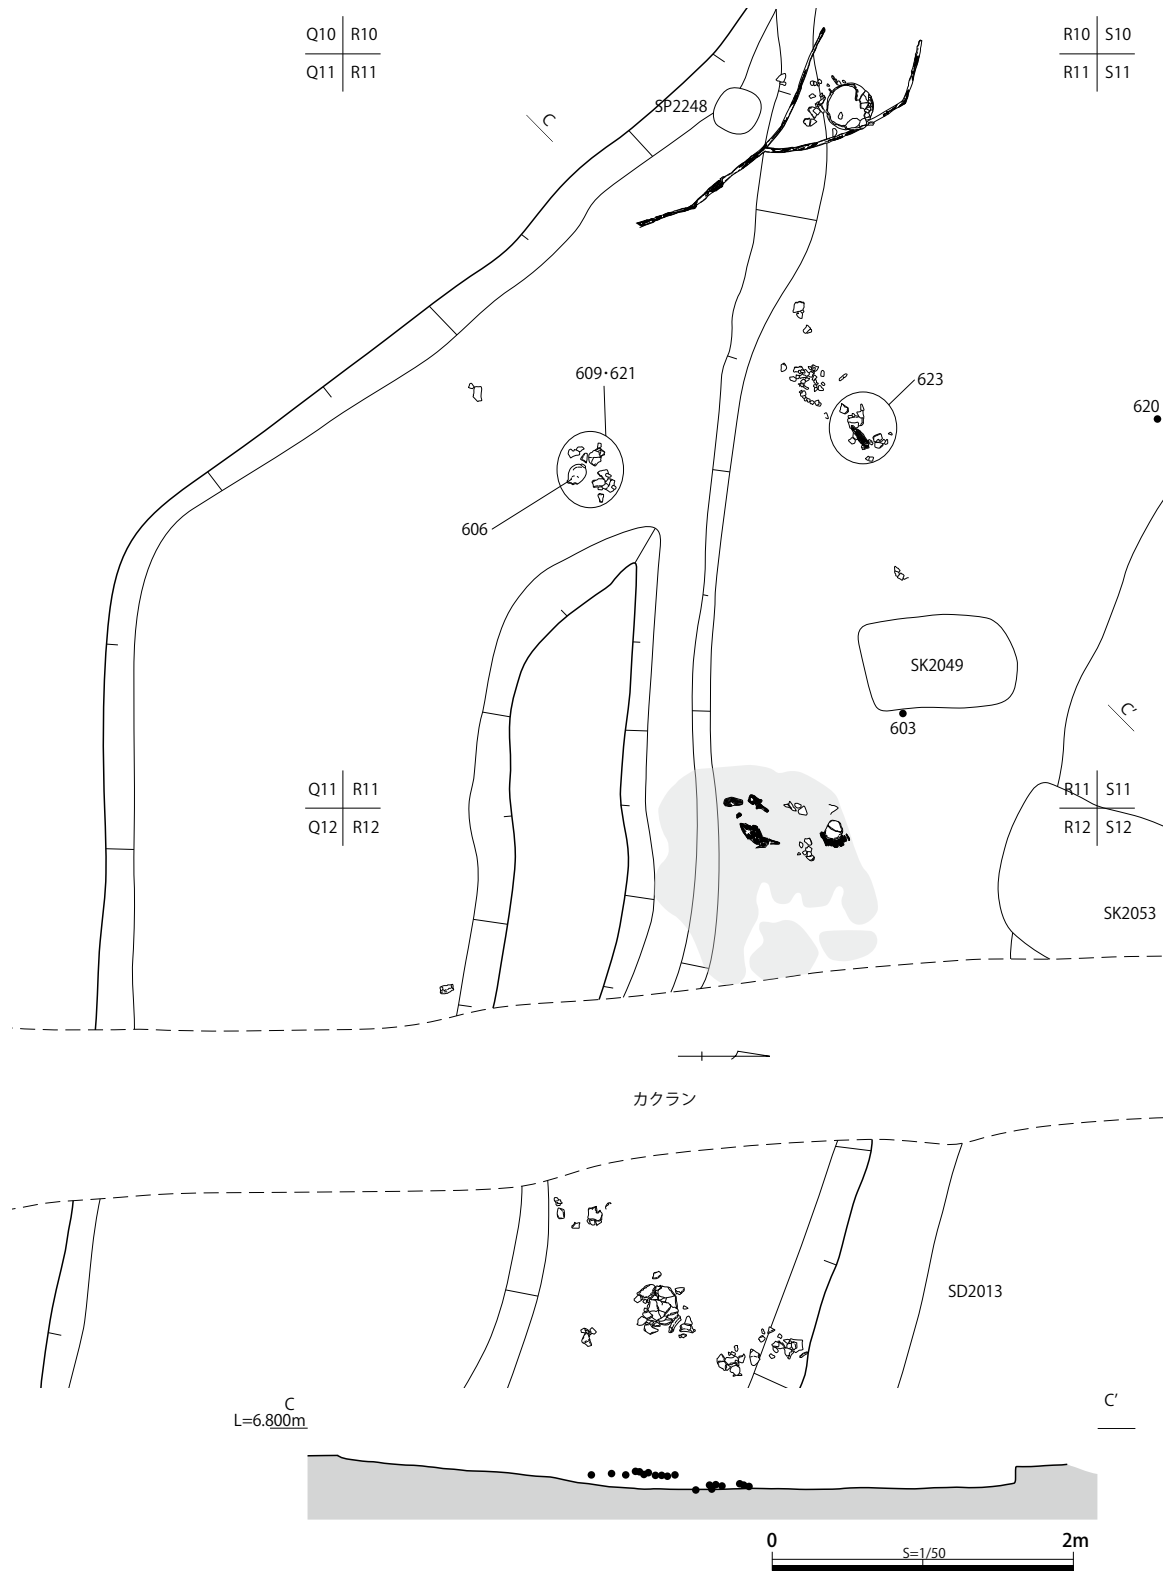 Q10 R10
Q11 R11
R10 S10
R11 S11
SP2248
C
609・621
623
620
606
SK2049
603
C'
Q11 R11
Q12 R12
R11 S11
R12 S12
SK2053
カクラン
SD2013
C
L=6.800m
C'
0 2m
S=1/50